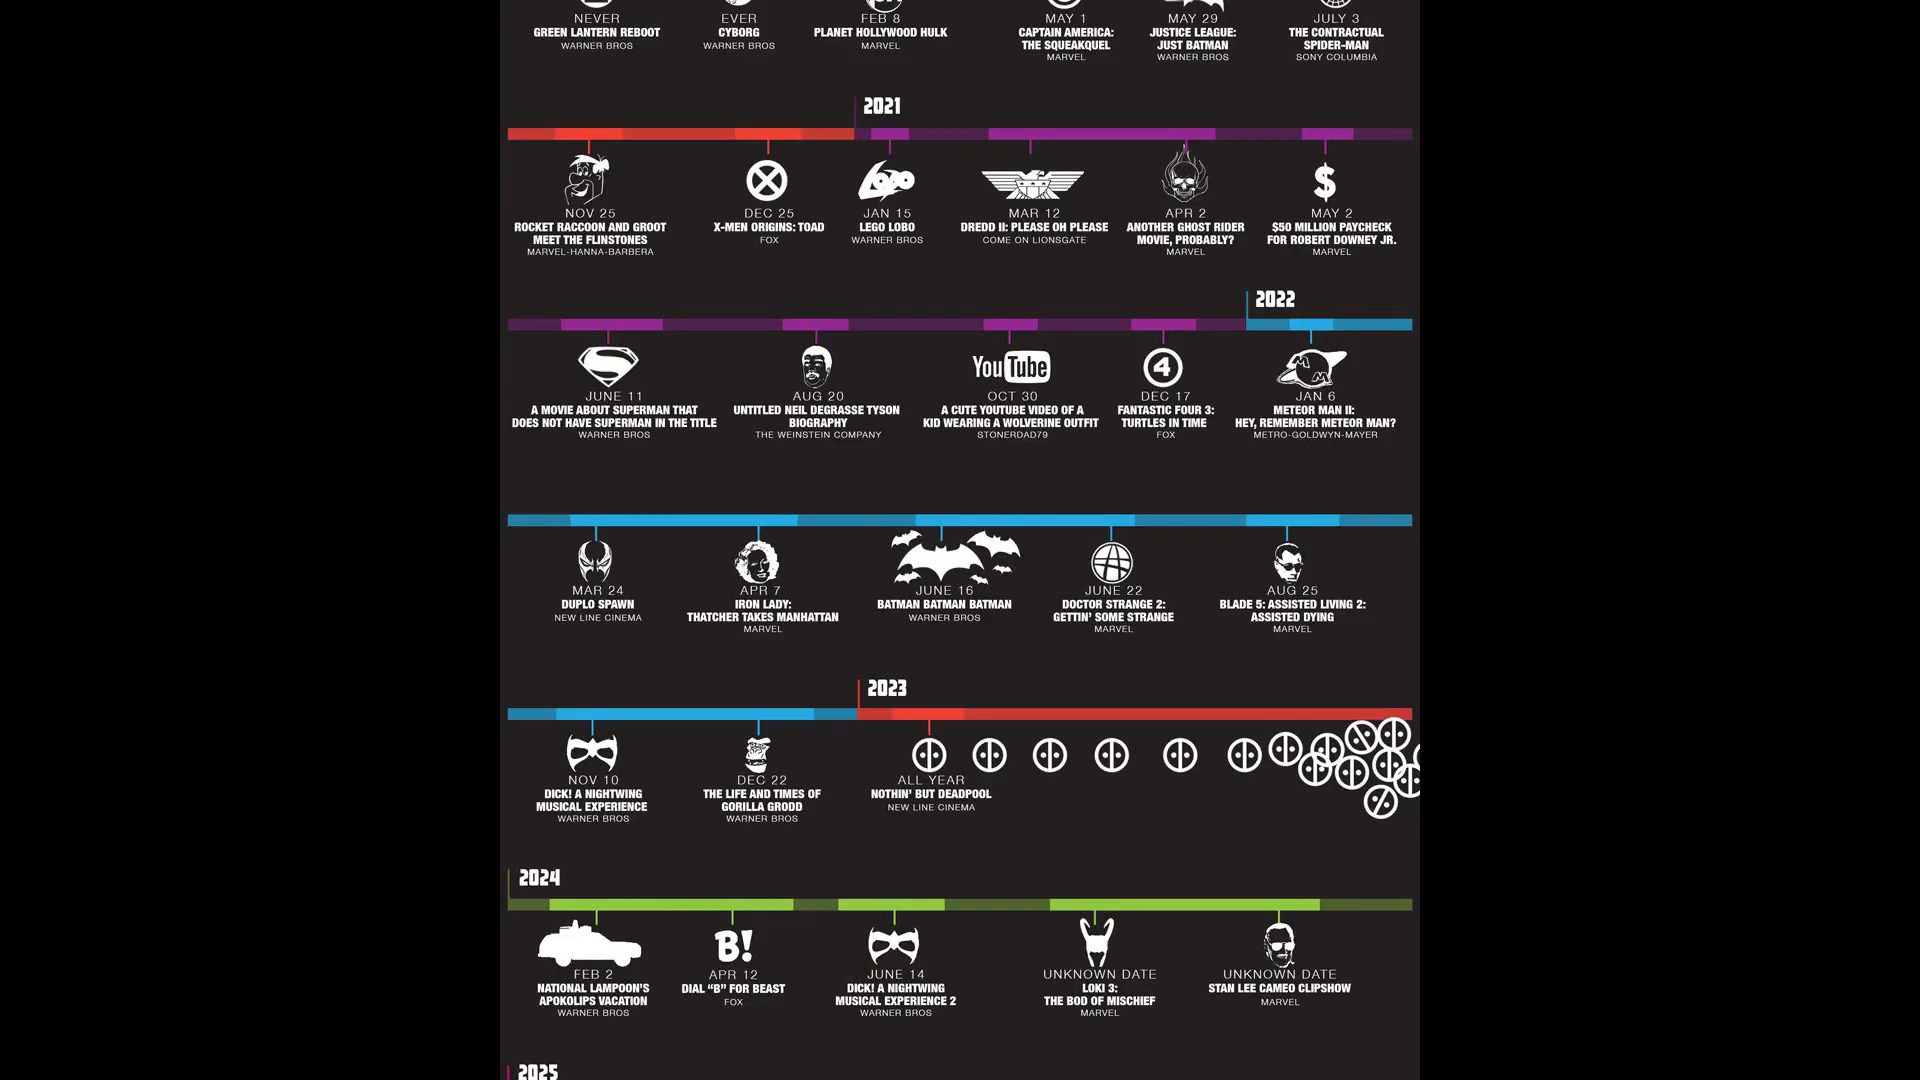 NEVER
GREEN LANTERN REBOOT
WARNER BROS
EVER
CYBORG
WARNER BROS
FEB 8
PLANET HOLLYWOOD HULK
MARVEL
MAY 1
CAPTAIN AMERICA:
THE SQUEAKQUEL
MARVEL
MAY 29
JUSTICE LEAGUE:
JUST BATMAN
WARNER BROS
JULY 3
THE CONTRACTUAL
SPIDER-MAN
SONY COLUMBIA
2021
NOV 25
ROCKET RACCOON AND GROOT
MEET THE FLINSTONES
MARVEL-HANNA-BARBERA
DEC 25
X-MEN ORIGINS: TOAD
FOX
LOBO
JAN 15
LEGO LOBO
WARNER BROS
MAR 12
DREDD II: PLEASE OH PLEASE
COME ON LIONSGATE
APR 2
ANOTHER GHOST RIDER
MOVIE, PROBABLY?
MARVEL
$
MAY 2
$50 MILLION PAYCHECK
FOR ROBERT DOWNEY JR.
MARVEL
2022
S
JUNE 11
A MOVIE ABOUT SUPERMAN THAT
DOES NOT HAVE SUPERMAN IN THE TITLE
WARNER BROS
AUG 20
UNTITLED NEIL DEGRASSE TYSON
BIOGRAPHY
THE WEINSTEIN COMPANY
YouTube
OCT 30
A CUTE YOUTUBE VIDEO OF A
KID WEARING A WOLVERINE OUTFIT
STONERDAD79
4
DEC 17
FANTASTIC FOUR 3:
TURTLES IN TIME
FOX
M M
JAN 6
METEOR MAN II:
HEY, REMEMBER METEOR MAN?
METRO-GOLDWYN-MAYER
MAR 24
DUPLO SPAWN
NEW LINE CINEMA
APR 7
IRON LADY:
THATCHER TAKES MANHATTAN
MARVEL
JUNE 16
BATMAN BATMAN BATMAN
WARNER BROS
JUNE 22
DOCTOR STRANGE 2:
GETTIN' SOME STRANGE
MARVEL
AUG 25
BLADE 5: ASSISTED LIVING 2:
ASSISTED DYING
MARVEL
2023
NOV 10
DICK! A NIGHTWING
MUSICAL EXPERIENCE
WARNER BROS
DEC 22
THE LIFE AND TIMES OF
GORILLA GRODD
WARNER BROS
ALL YEAR
NOTHIN' BUT DEADPOOL
NEW LINE CINEMA
2024
FEB 2
NATIONAL LAMPOON'S
APOKOLIPS VACATION
WARNER BROS
B!
APR 12
DIAL "B" FOR BEAST
FOX
JUNE 14
DICK! A NIGHTWING
MUSICAL EXPERIENCE 2
WARNER BROS
UNKNOWN DATE
LOKI 3:
THE BOD OF MISCHIEF
MARVEL
UNKNOWN DATE
STAN LEE CAMEO CLIPSHOW
MARVEL
2025